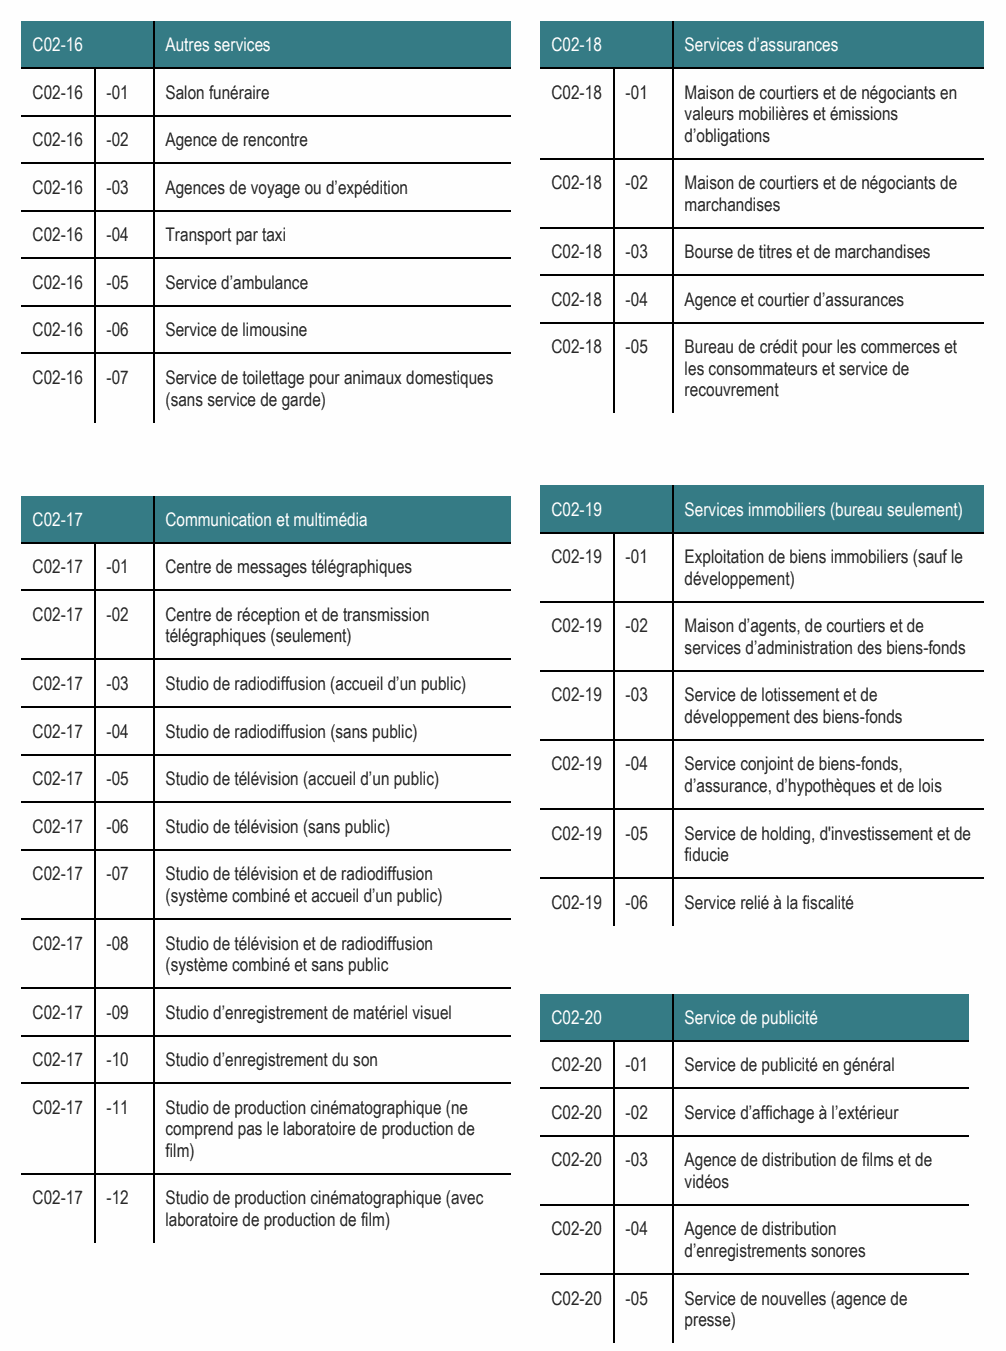 C02-16 Autres services
C02-16 -01 Salon funéraire
C02-16 -02 Agence de rencontre
C02-16 -03 Agences de voyage ou d’expédition
C02-16 -04 Transport par taxi
C02-16 -05 Service d’ambulance
C02-16 -06 Service de limousine
C02-16 -07 Service de toilettage pour animaux domestiques
(sans service de garde)
C02-17 Communication et multimédia
C02-17 -01 Centre de messages télégraphiques
C02-17 -02 Centre de réception et de transmission
télégraphiques (seulement)
C02-17 -03 Studio de radiodiffusion (accueil d’un public)
C02-17 -04 Studio de radiodiffusion (sans public)
C02-17 -05 Studio de télévision (accueil d’un public)
C02-17 -06 Studio de télévision (sans public)
C02-17 -07 Studio de télévision et de radiodiffusion
(système combiné et accueil d’un public)
C02-17 -08 Studio de télévision et de radiodiffusion
(système combiné et sans public
C02-17 -09 Studio d’enregistrement de matériel visuel
C02-17 -10 Studio d’enregistrement du son
C02-17 -11 Studio de production cinématographique (ne
comprend pas le laboratoire de production de
film)
C02-17 -12 Studio de production cinématographique (avec
laboratoire de production de film)
C02-18 Services d’assurances
C02-18 -01 Maison de courtiers et de négociants en
valeurs mobilières et émissions
d’obligations
C02-18 -02 Maison de courtiers et de négociants de
marchandises
C02-18 -03 Bourse de titres et de marchandises
C02-18 -04 Agence et courtier d’assurances
C02-18 -05 Bureau de crédit pour les commerces et
les consommateurs et service de
recouvrement
C02-19 Services immobiliers (bureau seulement)
C02-19 -01 Exploitation de biens immobiliers (sauf le
développement)
C02-19 -02 Maison d’agents, de courtiers et de
services d’administration des biens-fonds
C02-19 -03 Service de lotissement et de
développement des biens-fonds
C02-19 -04 Service conjoint de biens-fonds,
d’assurance, d’hypothèques et de lois
C02-19 -05 Service de holding, d'investissement et de
fiducie
C02-19 -06 Service relié à la fiscalité
C02-20 Service de publicité
C02-20 -01 Service de publicité en général
C02-20 -02 Service d’affichage à l’extérieur
C02-20 -03 Agence de distribution de films et de
vidéos
C02-20 -04 Agence de distribution
d’enregistrements sonores
C02-20 -05 Service de nouvelles (agence de
presse)